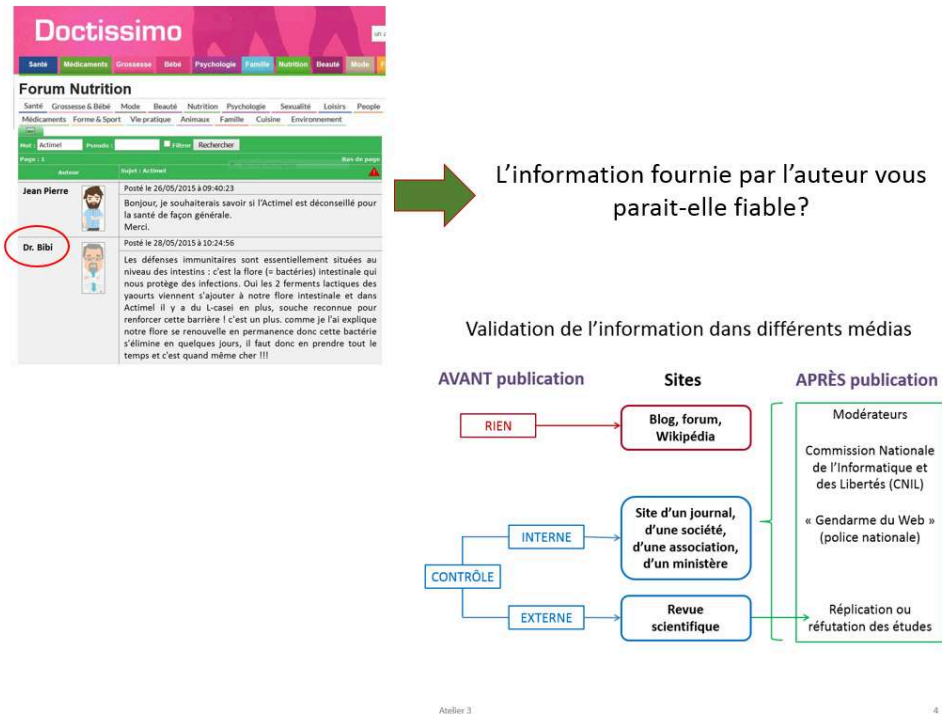 Doctissimo
un a
Santé Médicaments Grossesse Bébé Psychologie Famille Nutrition Beauté Mode F
Forum Nutrition
Santé Grossesse & Bébé Mode Beauté Nutrition Psychologie Sexualité Loisirs People
Médicaments Forme & Sport Vie pratique Animaux Famille Cuisine Environnement
Mot : Actimel Pseudo : Filtrer Rechercher
Page : 1 Bas de page
Auteur Sujet : Actimel
Jean Pierre
Posté le 26/05/2015 à 09:40:23
Bonjour, je souhaiterais savoir si l'Actimel est déconseillé pour
la santé de façon générale.
Merci.
Dr. Bibi
Posté le 28/05/2015 à 10:24:56
Les défenses immunitaires sont essentiellement situées au
niveau des intestins : c'est la flore (= bactéries) intestinale qui
nous protège des infections. Oui les 2 ferments lactiques des
yaourts viennent s'ajouter à notre flore intestinale et dans
Actimel il y a du L-casei en plus, souche reconnue pour
renforcer cette barrière ! c'est un plus. comme je l'ai explique
notre flore se renouvelle en permanence donc cette bactérie
s'élimine en quelques jours, il faut donc en prendre tout le
temps et c'est quand même cher !!!
L'information fournie par l'auteur vous
parait-elle fiable?
Validation de l'information dans différents médias
AVANT publication
Sites
APRÈS publication
RIEN
Blog, forum,
Wikipédia
CONTRÔLE
INTERNE
Site d'un journal,
d'une société,
d'une association,
d'un ministère
EXTERNE
Revue
scientifique
Modérateurs
Commission Nationale
de l'Informatique et
des Libertés (CNIL)
« Gendarme du Web »
(police nationale)
Réplication ou
réfutation des études
Atelier 3
4